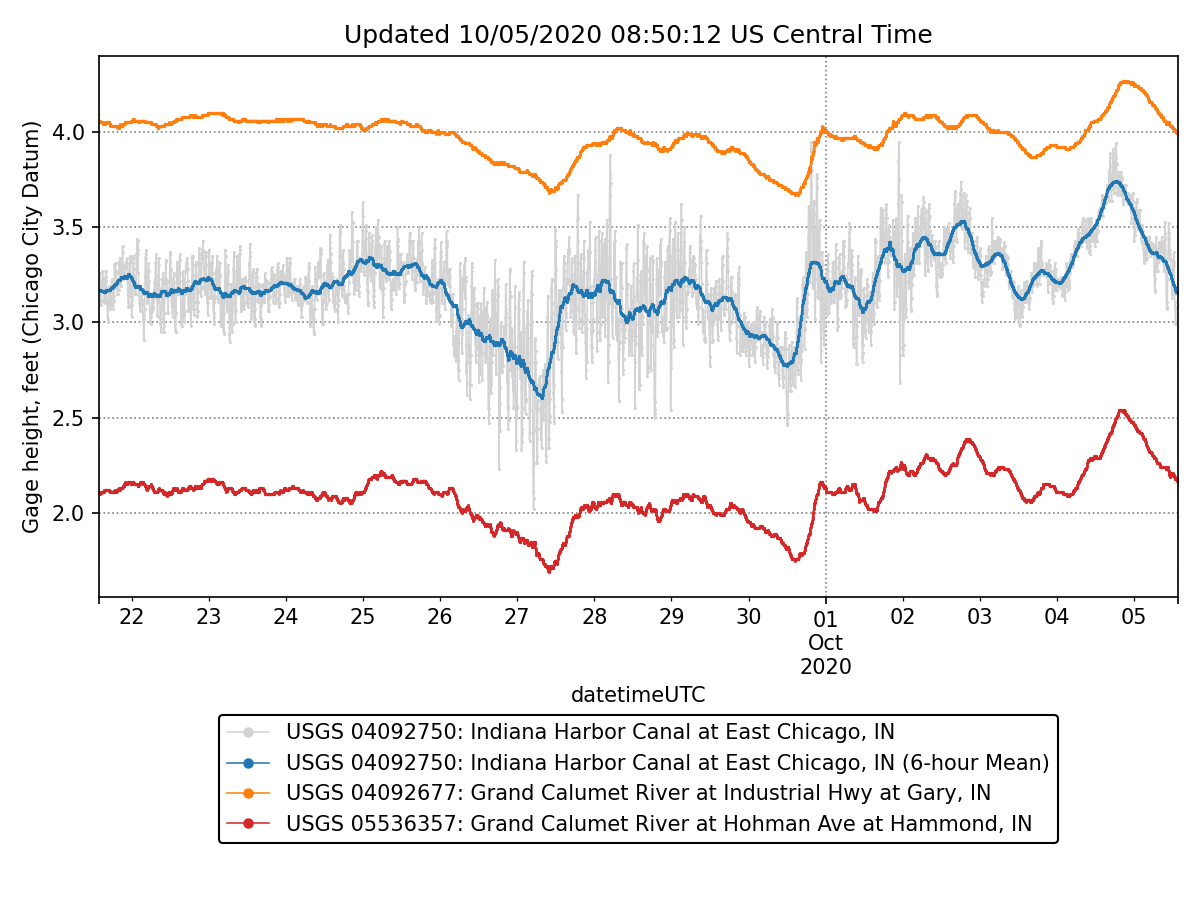 Updated 10/05/2020 08:50:12 US Central Time
Gage height, feet (Chicago City Datum)
4.0
3.5
3.0
2.5
2.0
22 23 24 25 26 27 28 29 30 01 02 03 04 05
Oct
2020
datetimeUTC
USGS 04092750: Indiana Harbor Canal at East Chicago, IN
USGS 04092750: Indiana Harbor Canal at East Chicago, IN (6-hour Mean)
USGS 04092677: Grand Calumet River at Industrial Hwy at Gary, IN
USGS 05536357: Grand Calumet River at Hohman Ave at Hammond, IN